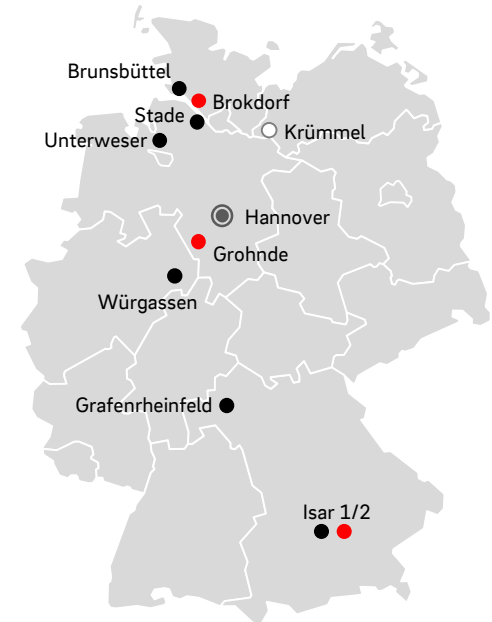 Brunsbüttel
Brokdorf
Stade
Krümmel
Unterweser
Hannover
Grohnde
Würgassen
Grafenrheinfeld
Isar 1/2